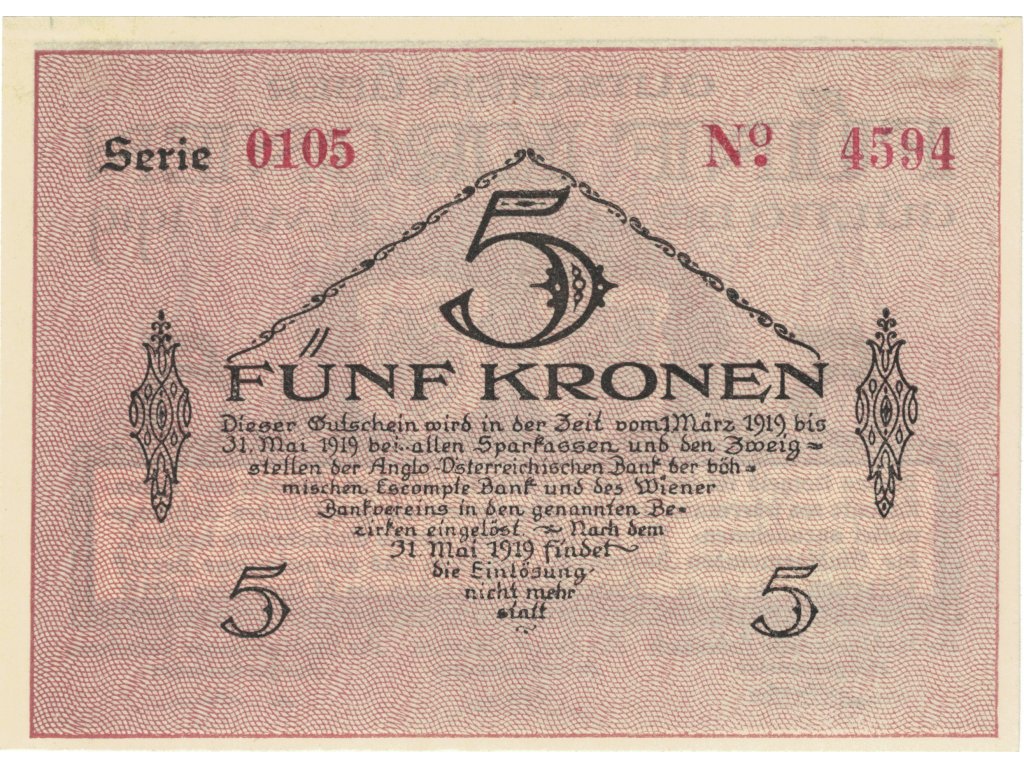 Serie 0105 No. 4594
5
FÜNF KRONEN
Dieser Gutschein wird in der Zeit vom 1 März 1919 bis
31. Mai 1919 bei allen Sparkassen und den Zweig=
stellen der Anglo-Österreichischen Bank der böh=
mischen Escompte Bank und des Wiener
Bankvereins in den genannten Be=
zirken eingelöst. ~ Nach dem
31 Mai 1919 findet
die Einlösung
nicht mehr
statt
5 5